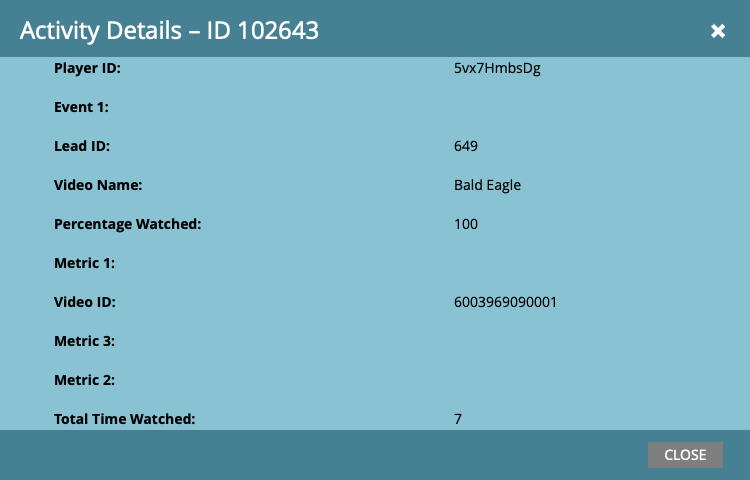 Activity Details – ID 102643 ✖
Player ID: 5vx7HmbsDg
Event 1:
Lead ID: 649
Video Name: Bald Eagle
Percentage Watched: 100
Metric 1:
Video ID: 6003969090001
Metric 3:
Metric 2:
Total Time Watched: 7
CLOSE